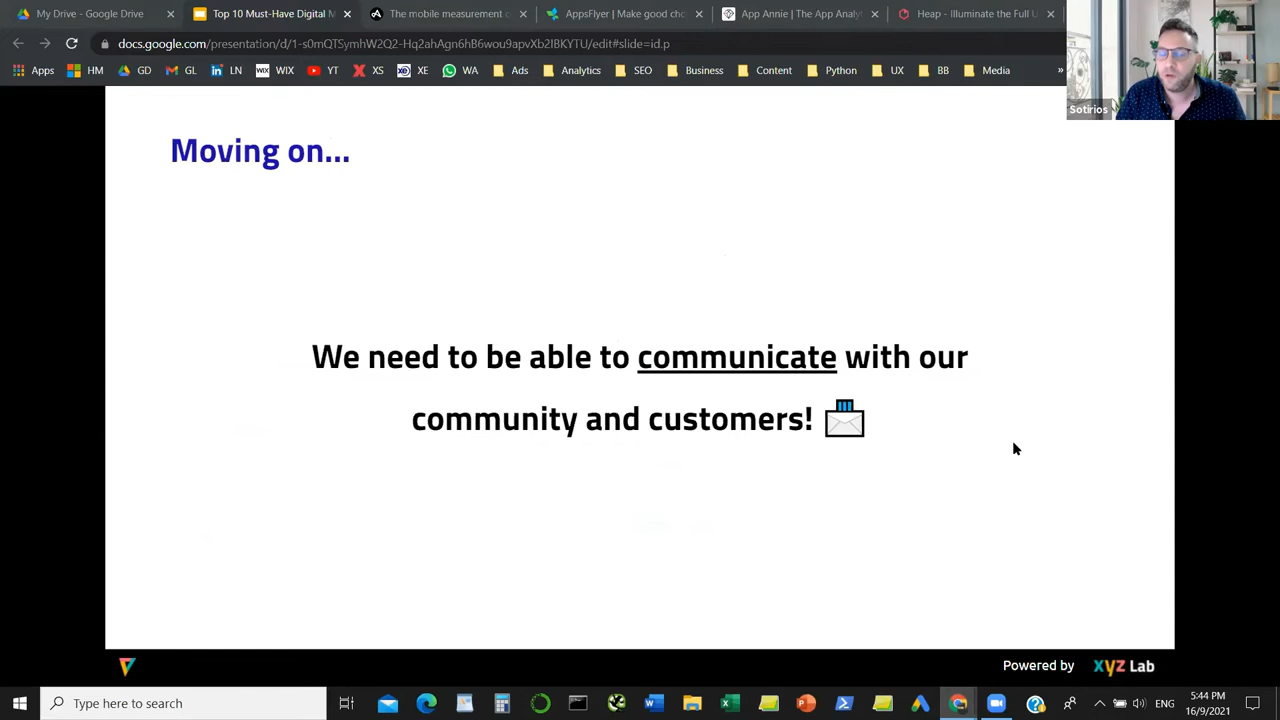 My Drive - Google Drive
Top 10 Must-Have Digital M
The mobile measurement c
AppsFlyer | Make good cho
App Annie | The App Analyt
Heap - Illuminate the Full U
docs.google.com/presentation/d/1-s0mQTSymhW2Q2-Hq2ahAgn6hB6wou9apvXb2IBKYTU/edit#slide=id.p
Apps
HM
GD
GL
LN
WIX
YT
XS
XE
WA
Analytics
SEO
Business
Content
Python
BB
Media
»
Sotirios
Moving on...
We need to be able to communicate with our
community and customers!
Powered by XYZ Lab
Type here to search
ENG
5:44 PM
16/9/2021